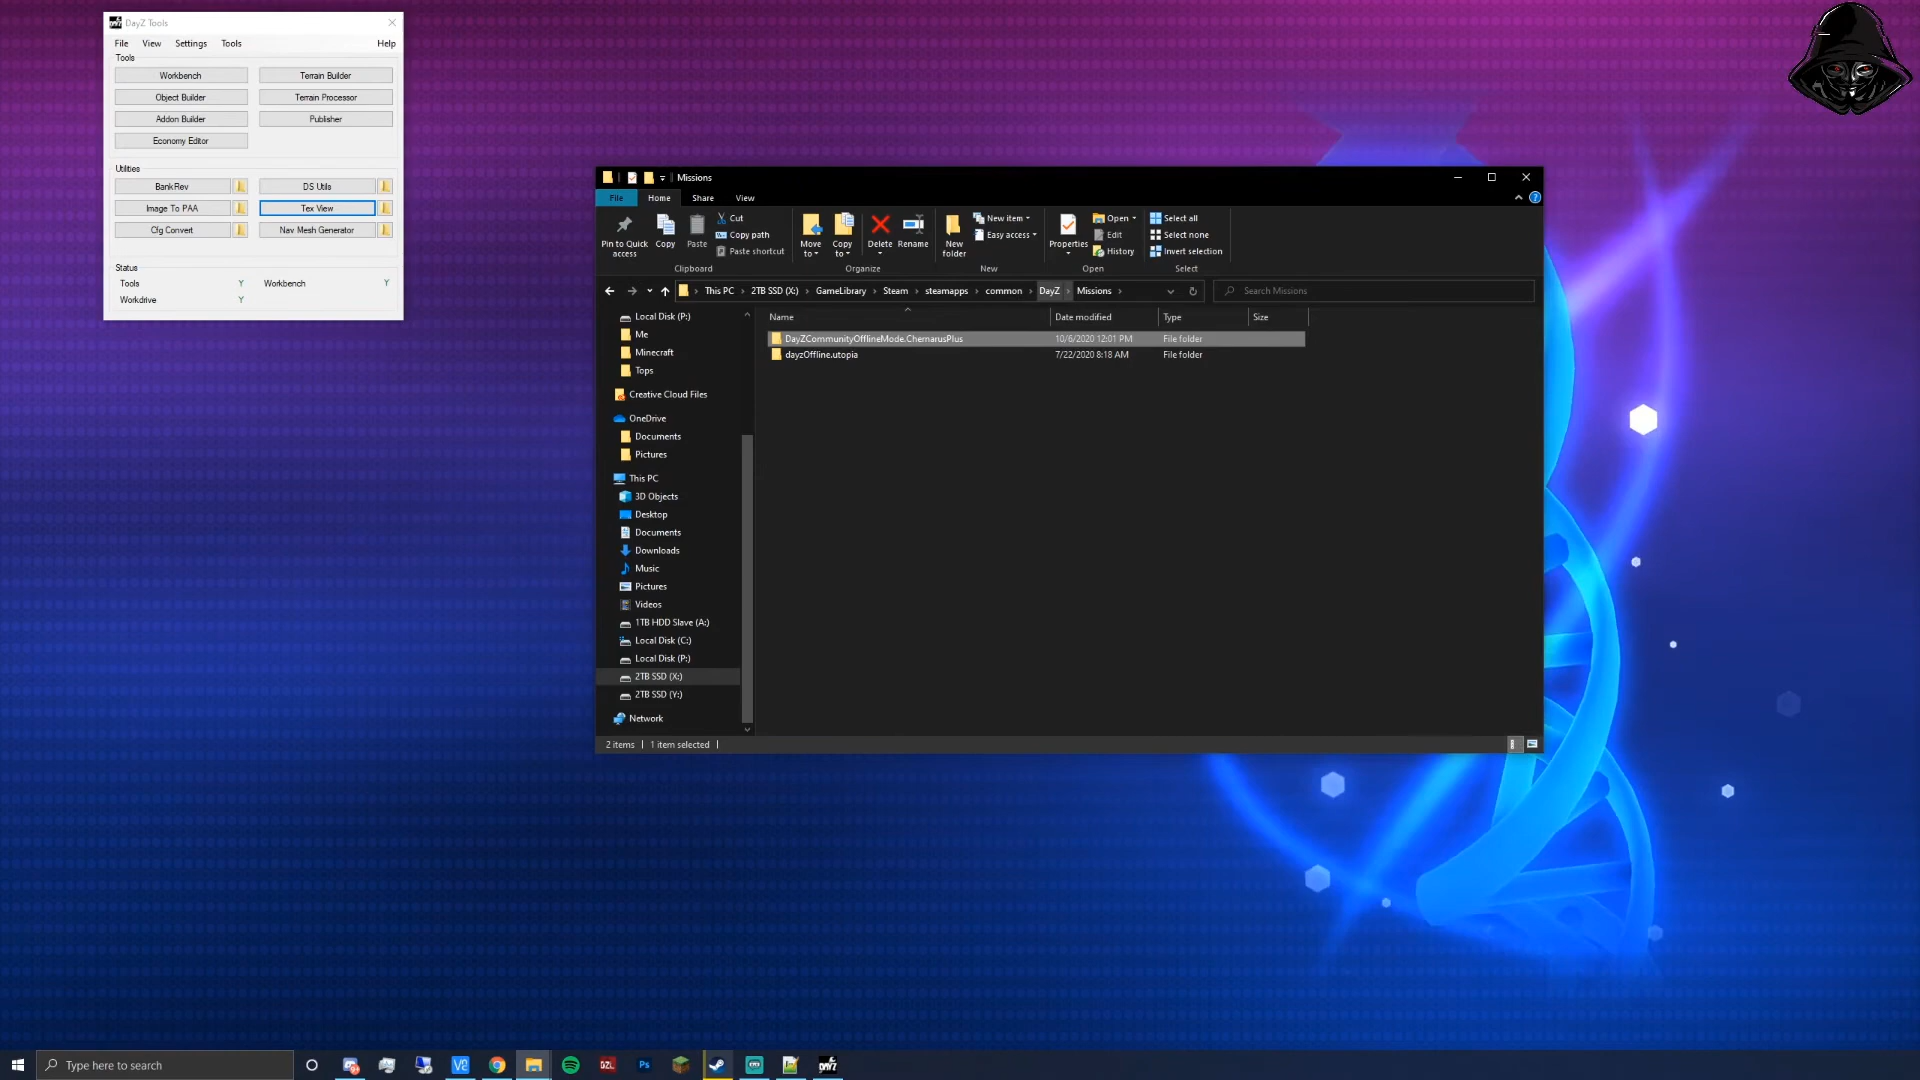 DayZ Tools
File View Settings Tools Help
Tools
Workbench Terrain Builder
Object Builder Terrain Processor
Addon Builder Publisher
Economy Editor
Utilities
BankRev DS Utils
Image To PAA Tex View
Cfg Convert Nav Mesh Generator
Status
Tools Y Workbench Y
Workdrive Y
Missions
File Home Share View
Pin to Quick access
Copy
Paste
Cut
Copy path
Paste shortcut
Move to
Copy to
Delete
Rename
New folder
New item
Easy access
Properties
Open
Edit
History
Select all
Select none
Invert selection
Clipboard Organize New Open Select
This PC 2TB SSD (X:) GameLibrary Steam steamapps common DayZ Missions
Search Missions
Name Date modified Type Size
DayZCommunityOfflineMode.ChernarusPlus 10/6/2020 12:01 PM File folder
dayzOffline.utopia 7/22/2020 8:18 AM File folder
Local Disk (P:)
Me
Minecraft
Tops
Creative Cloud Files
OneDrive
Documents
Pictures
This PC
3D Objects
Desktop
Documents
Downloads
Music
Pictures
Videos
1TB HDD Slave (A:)
Local Disk (C:)
Local Disk (P:)
2TB SSD (X:)
2TB SSD (Y:)
Network
2 items 1 item selected
Type here to search
DZL
Ps
DAYZ